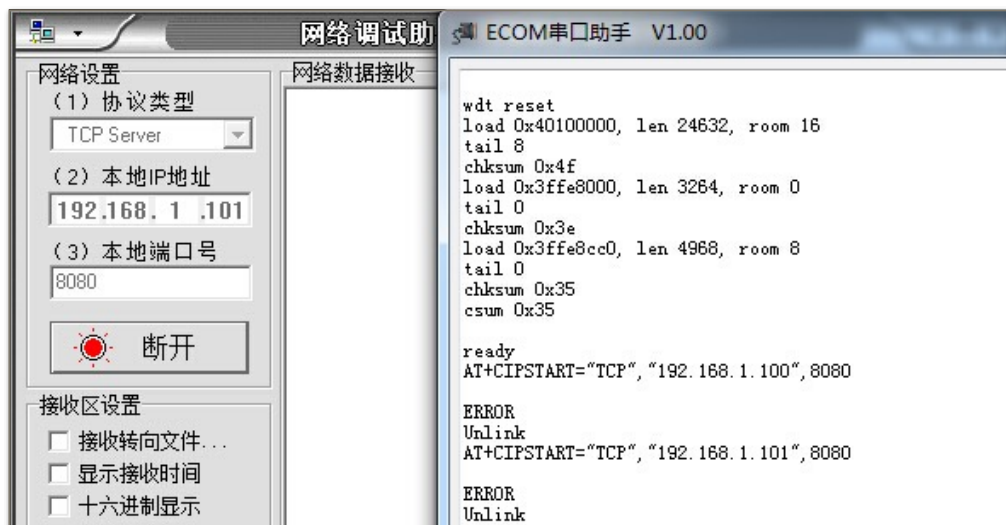 网络调试助
网络设置
（1）协议类型
TCP Server
（2）本地IP地址
192.168. 1 .101
（3）本地端口号
8080
断开
接收区设置
接收转向文件...
显示接收时间
十六进制显示
网络数据接收
ECOM串口助手 V1.00
wdt reset
load 0x40100000, len 24632, room 16
tail 8
chksum 0x4f
load 0x3ffe8000, len 3264, room 0
tail 0
chksum 0x3e
load 0x3ffe8cc0, len 4968, room 8
tail 0
chksum 0x35
csum 0x35
ready
AT+CIPSTART="TCP","192.168.1.100",8080
ERROR
Unlink
AT+CIPSTART="TCP","192.168.1.101",8080
ERROR
Unlink